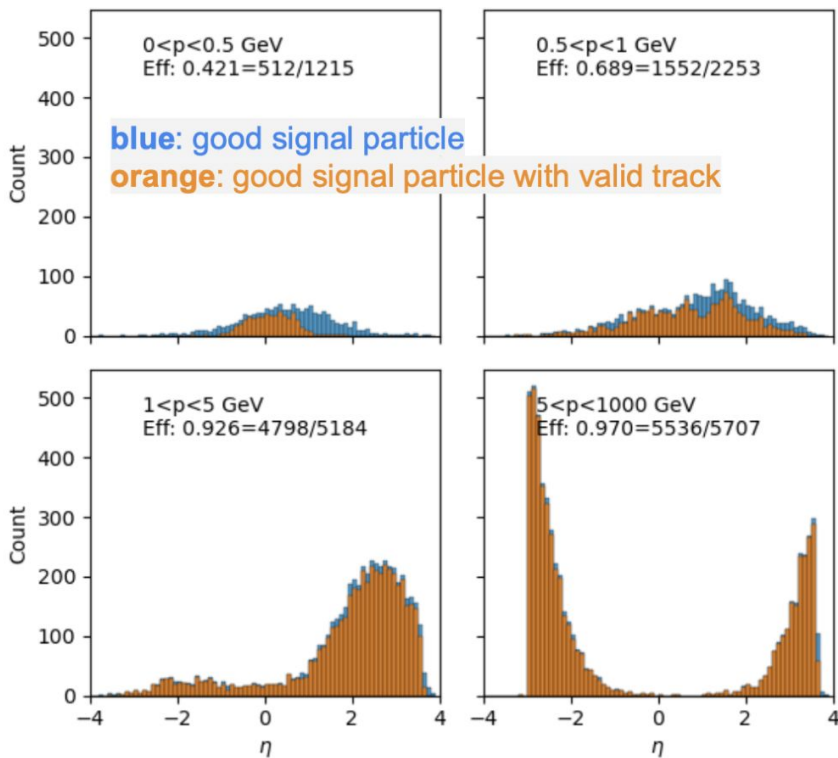 0<p<0.5 GeV
Eff: 0.421=512/1215
0.5<p<1 GeV
Eff: 0.689=1552/2253
blue: good signal particle
orange: good signal particle with valid track
500
400
300
200
100
0
Count
1<p<5 GeV
Eff: 0.926=4798/5184
5<p<1000 GeV
Eff: 0.970=5536/5707
500
400
300
200
100
0
Count
−4 −2 0 2 4
η
−4 −2 0 2 4
η